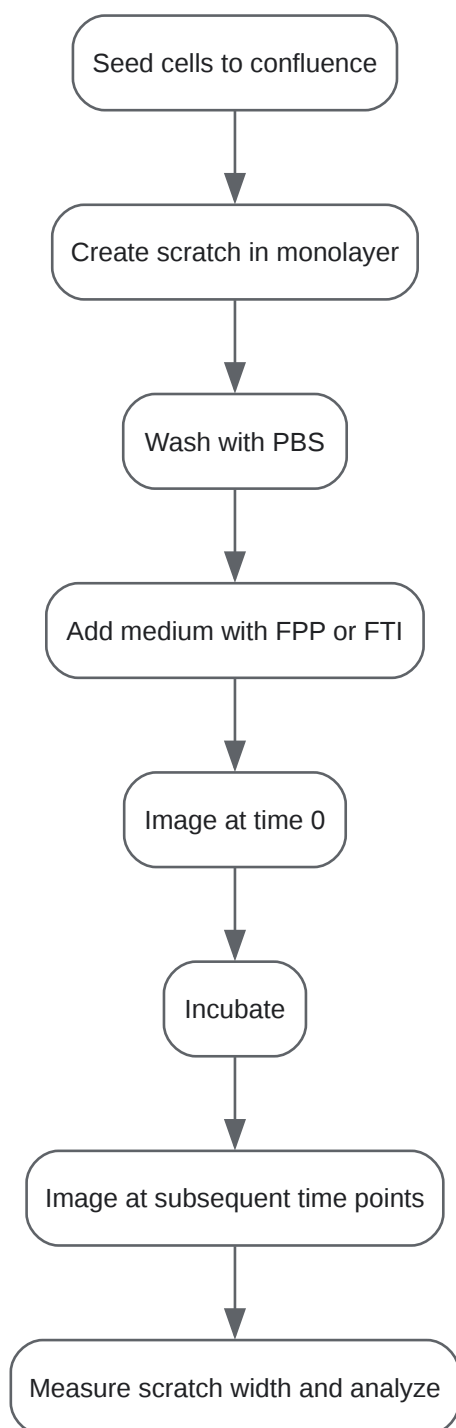 Seed cells to confluence
Create scratch in monolayer
Wash with PBS
Add medium with FPP or FTI
Image at time 0
Incubate
Image at subsequent time points
Measure scratch width and analyze